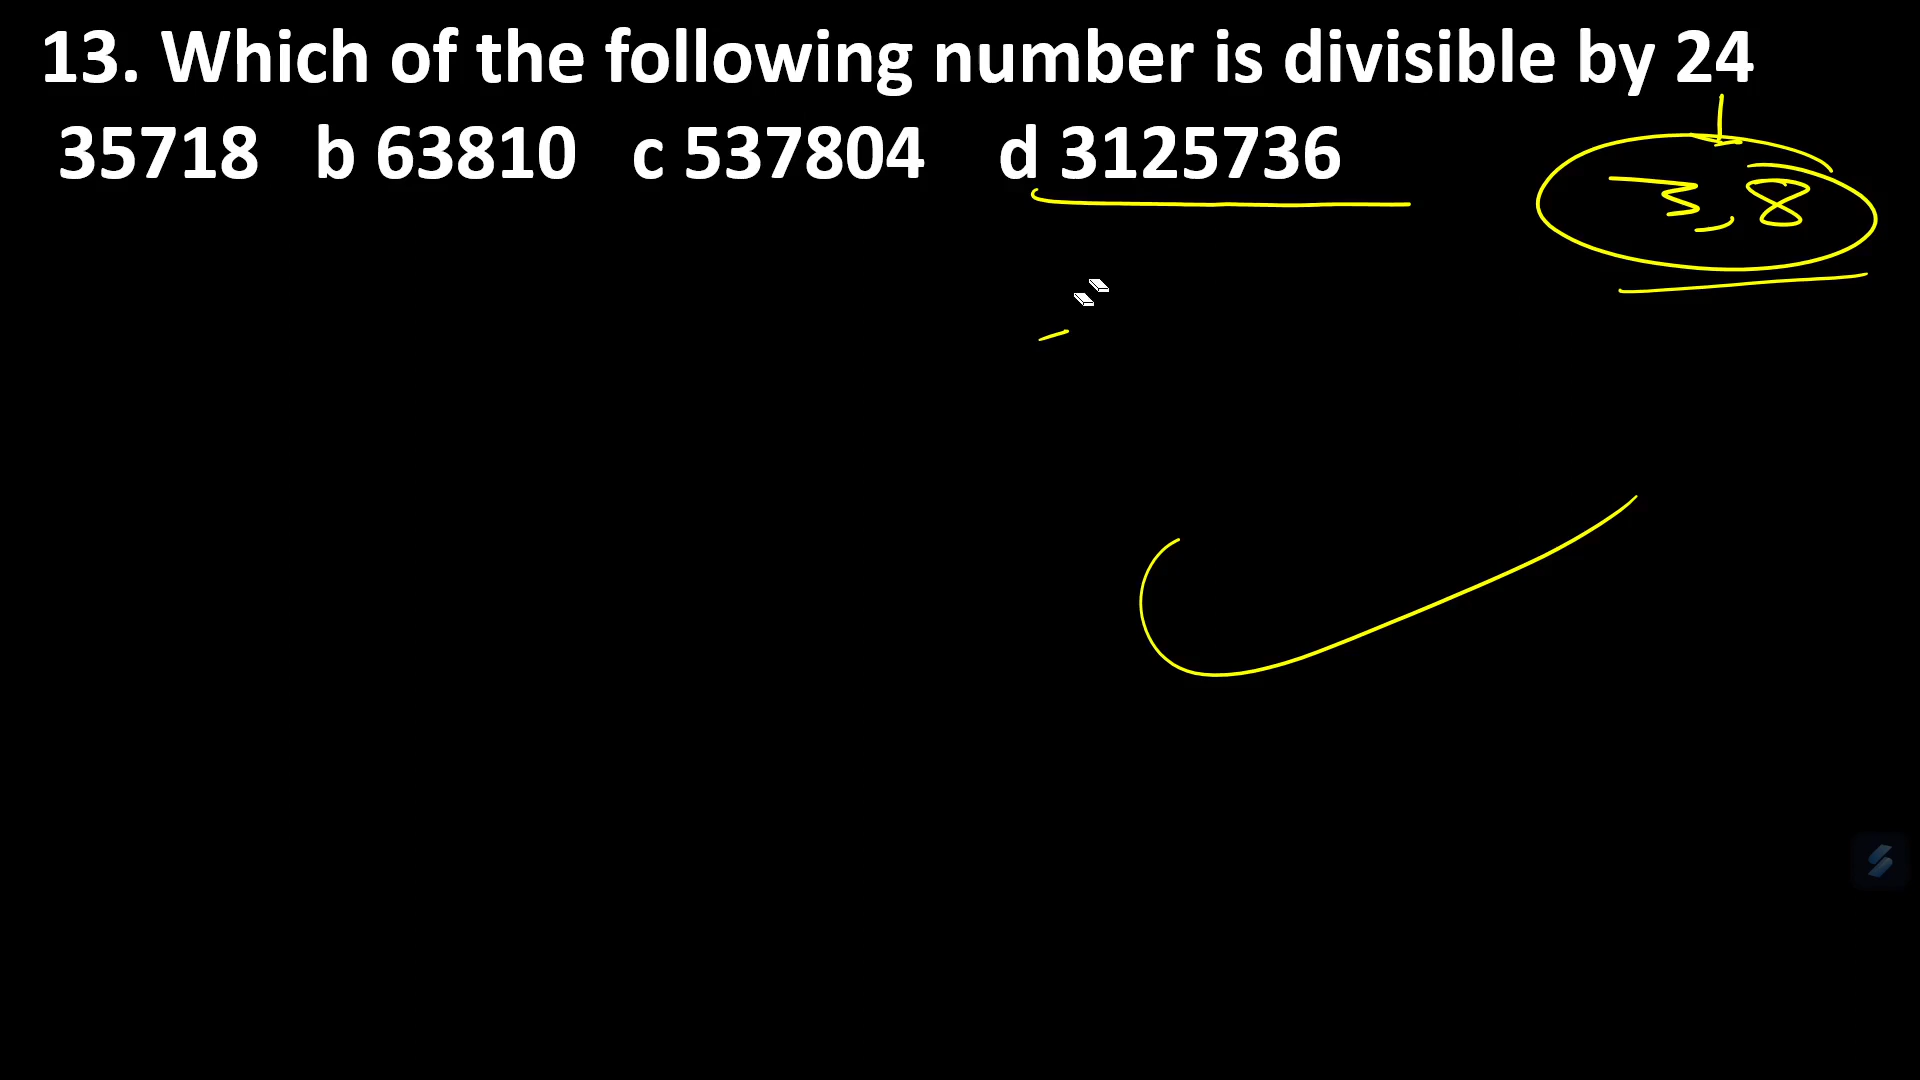 13. Which of the following number is divisible by 24
35718 b 63810 c 537804 d 3125736
3,8